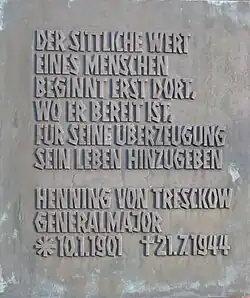 DER SITTLICHE WERT
EINES MENSCHEN
BEGINNT ERST DORT,
WO ER BEREIT IST,
FÜR SEINE ÜBERZEUGUNG
SEIN LEBEN HINZUGEBEN
HENNING VON TRESCKOW
GENERALMAJOR
✳10.1.1901 ✝21.7.1944